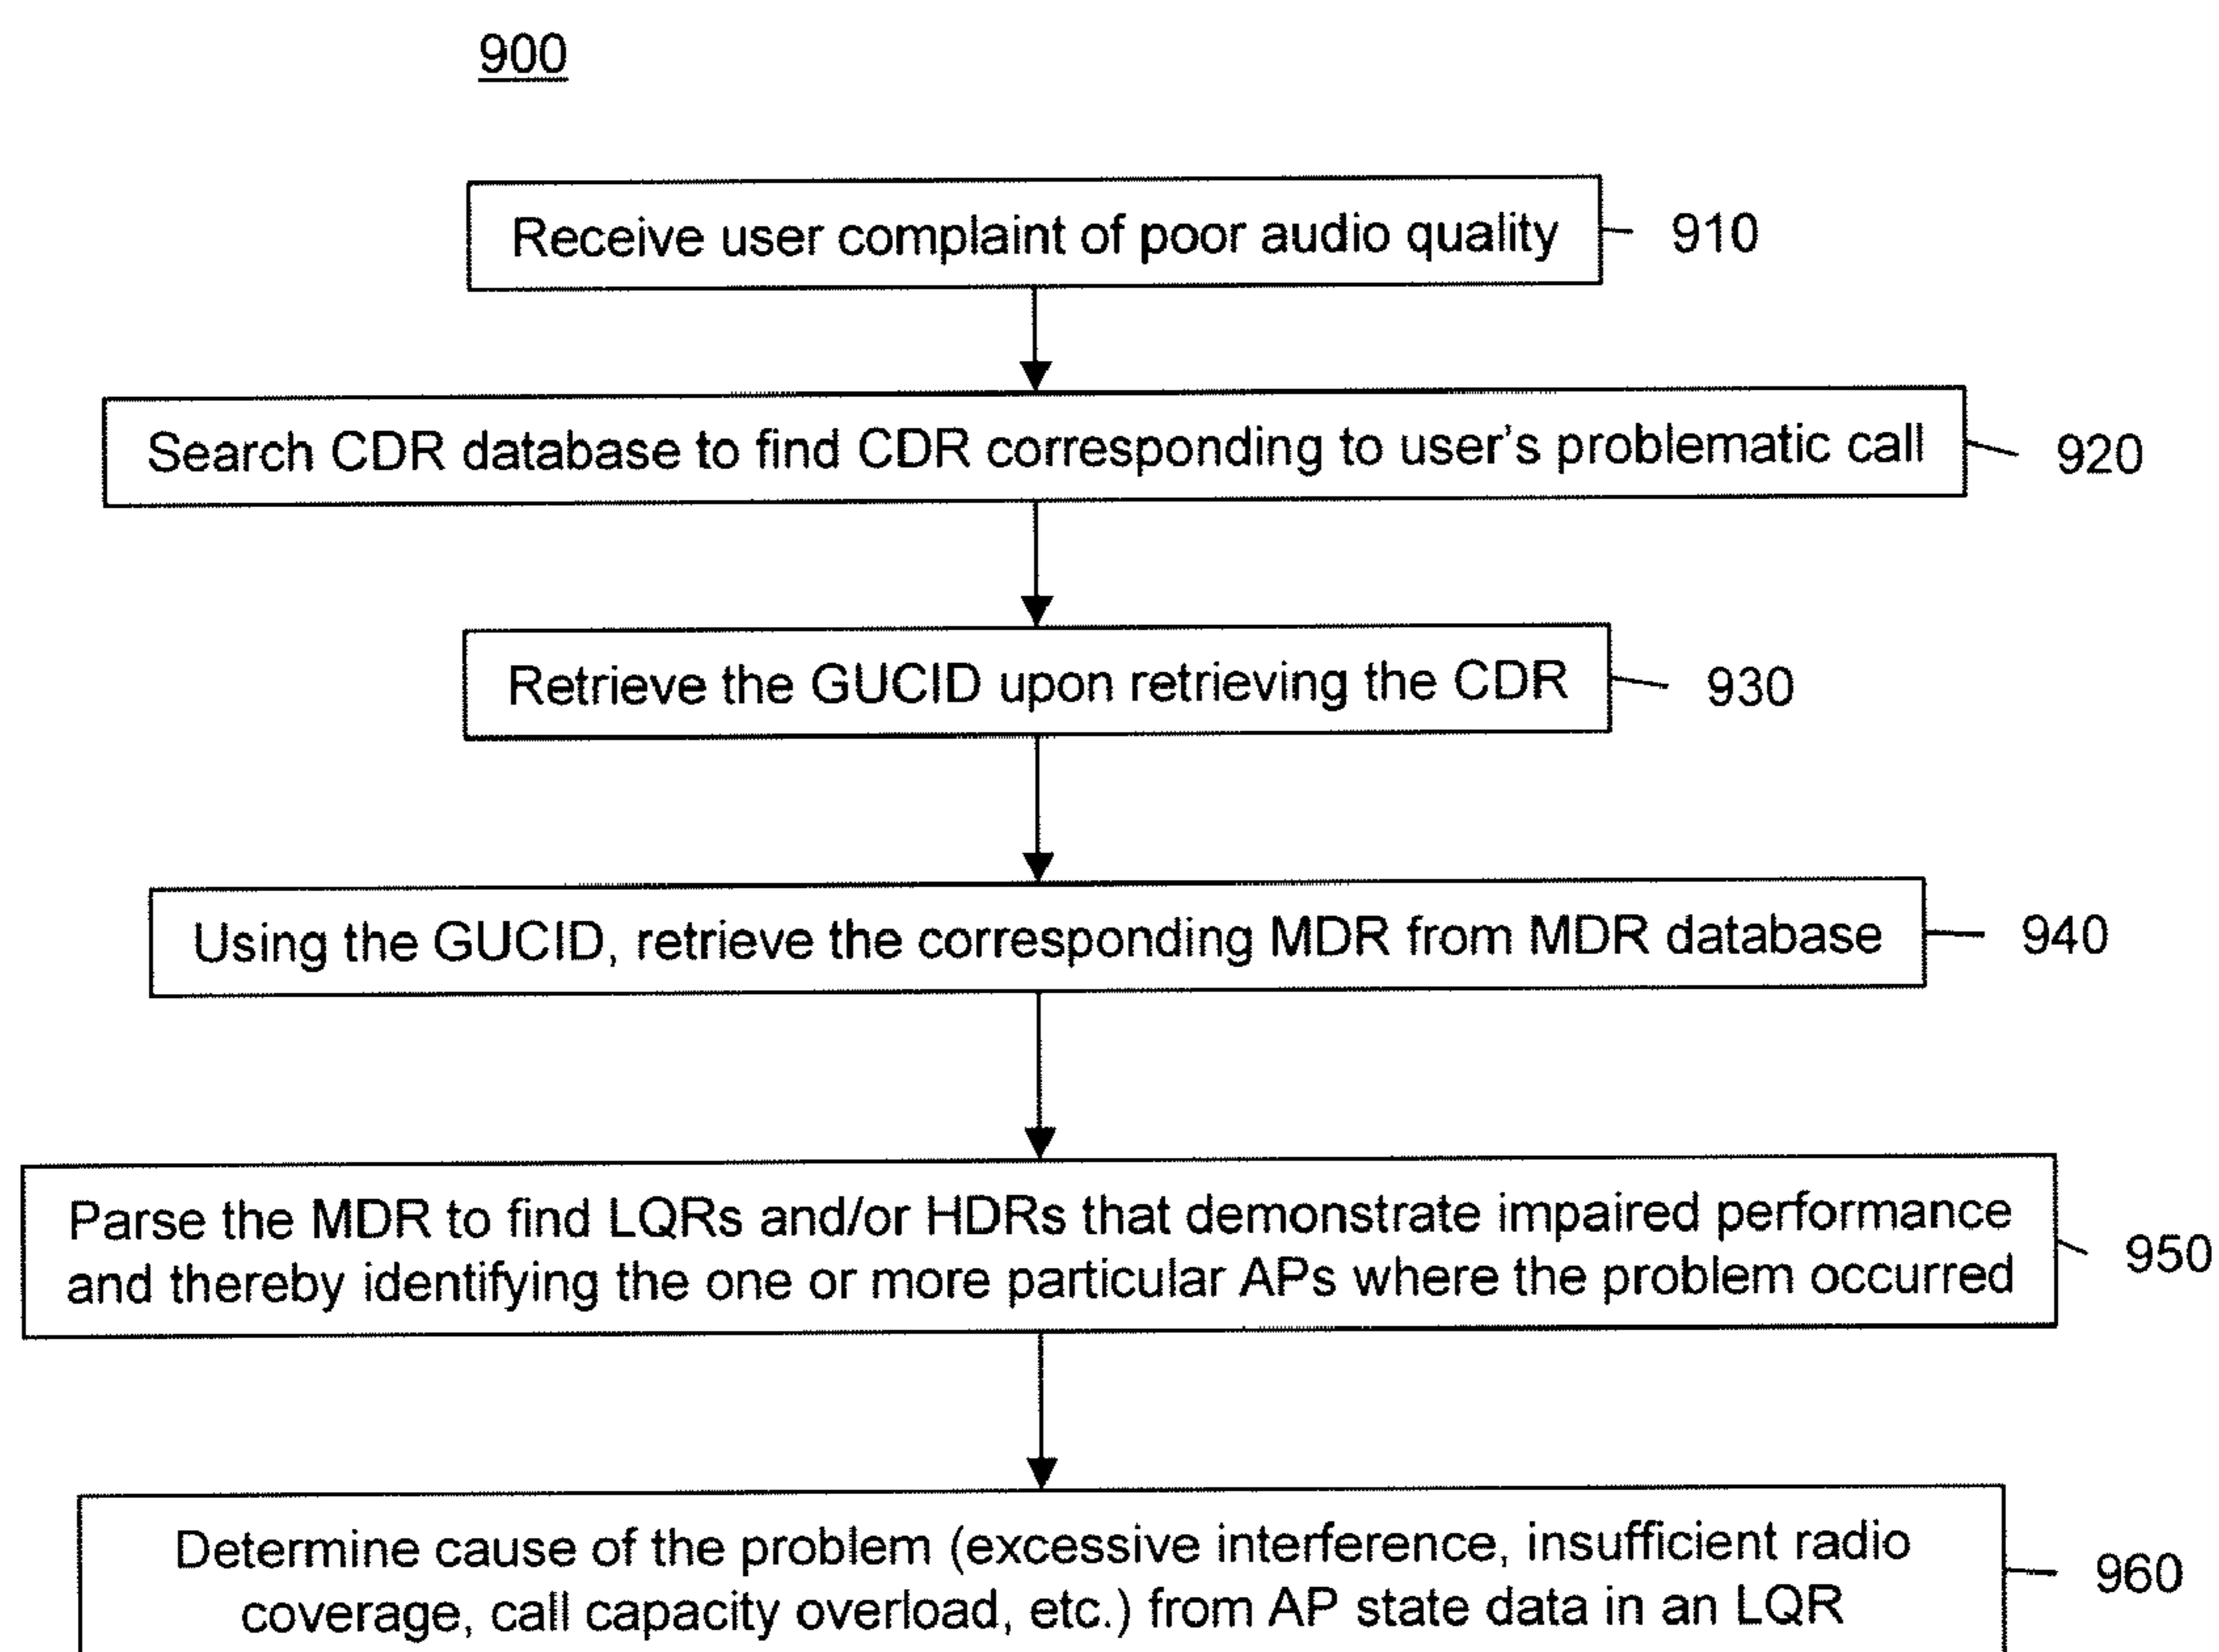 900
Receive user complaint of poor audio quality
910
Search CDR database to find CDR corresponding to user's problematic call
920
Retrieve the GUCID upon retrieving the CDR
930
Using the GUCID, retrieve the corresponding MDR from MDR database
940
Parse the MDR to find LQRs and/or HDRs that demonstrate impaired performance
and thereby identifying the one or more particular APs where the problem occurred
950
Determine cause of the problem (excessive interference, insufficient radio
coverage, call capacity overload, etc.) from AP state data in an LQR
960